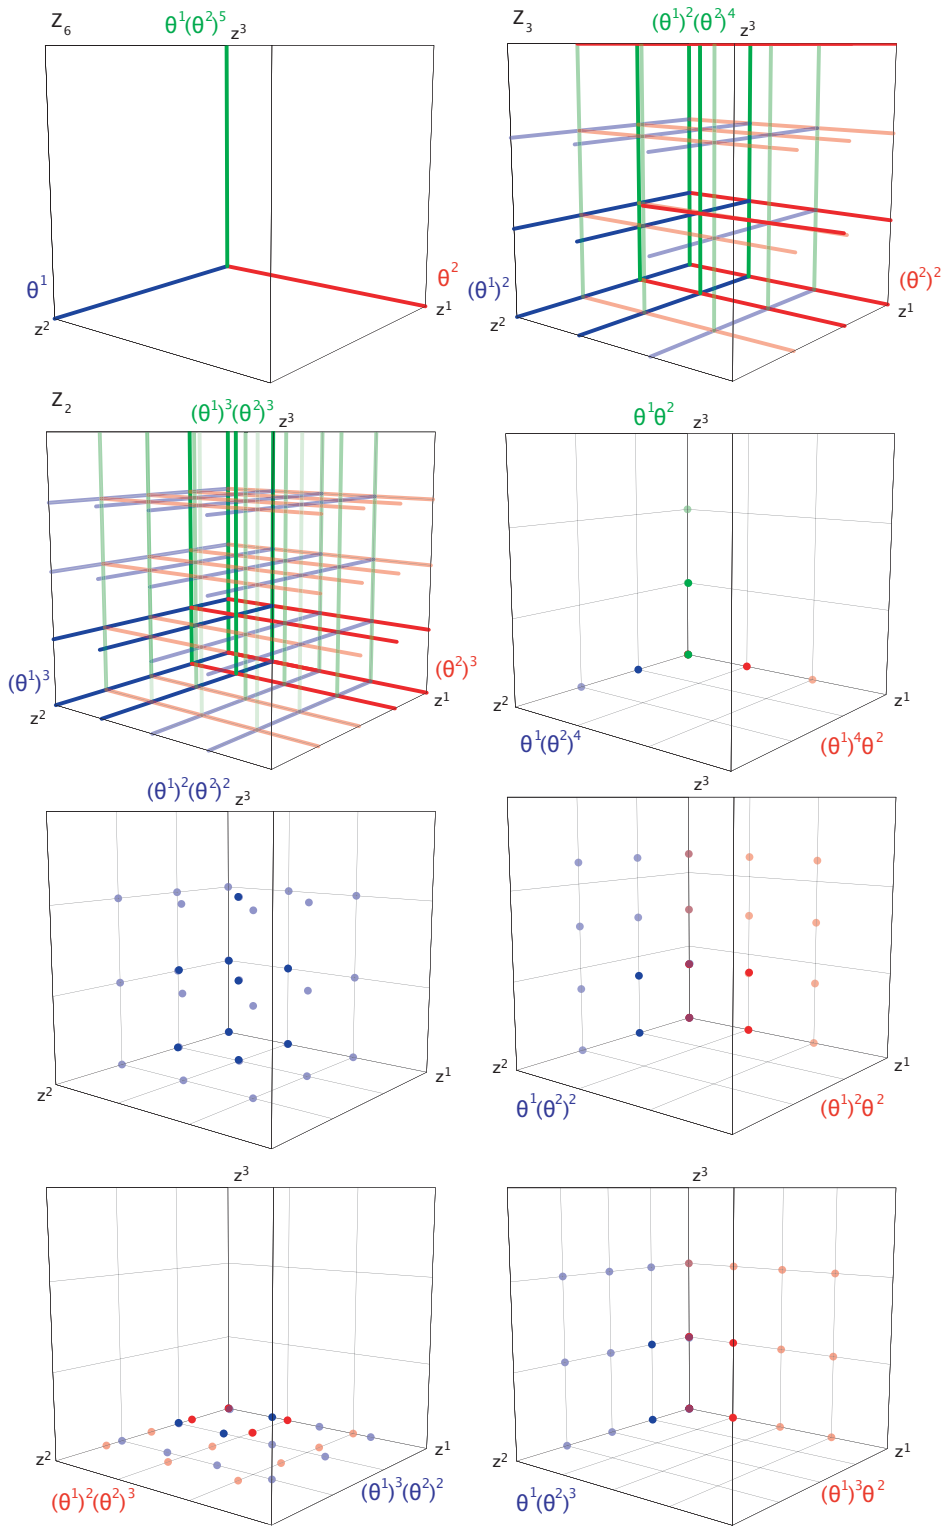 Z₆
θ¹(θ²)⁵
z³
θ¹
θ²
z²
z¹
Z₃
(θ¹)²(θ²)⁴
z³
(θ¹)²
(θ²)²
z²
z¹
Z₂
(θ¹)³(θ²)³
z³
(θ¹)³
(θ²)³
z²
z¹
θ¹θ²
z³
z²
z¹
θ¹(θ²)⁴
(θ¹)⁴θ²
(θ¹)²(θ²)²
z³
z²
z¹
z³
z²
z¹
θ¹(θ²)²
(θ¹)²θ²
z³
z²
z¹
(θ¹)²(θ²)³
(θ¹)³(θ²)²
z³
z²
z¹
θ¹(θ²)³
(θ¹)³θ²